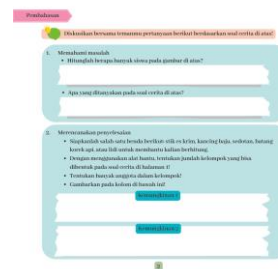 Pembahasan
Diskusikan bersama temanmu pertanyaan berikut berdasarkan soal cerita di atas!
1. Memahami masalah
• Hitunglah berapa banyak siswa pada gambar di atas?
• Apa yang ditanyakan pada soal cerita di atas?
2. Merencanakan penyelesaian
• Siapkanlah salah satu benda berikut: stik es krim, kancing baju, sedotan, batang
korek api, atau lidi untuk membantu kalian berhitung.
• Dengan menggunakan alat bantu, tentukan jumlah kelompok yang bisa
dibentuk pada soal cerita di halaman 1!
• Tentukan banyak anggota dalam kelompok!
• Gambarkan pada kolom di bawah ini!
Kemungkinan 1
Kemungkinan 2